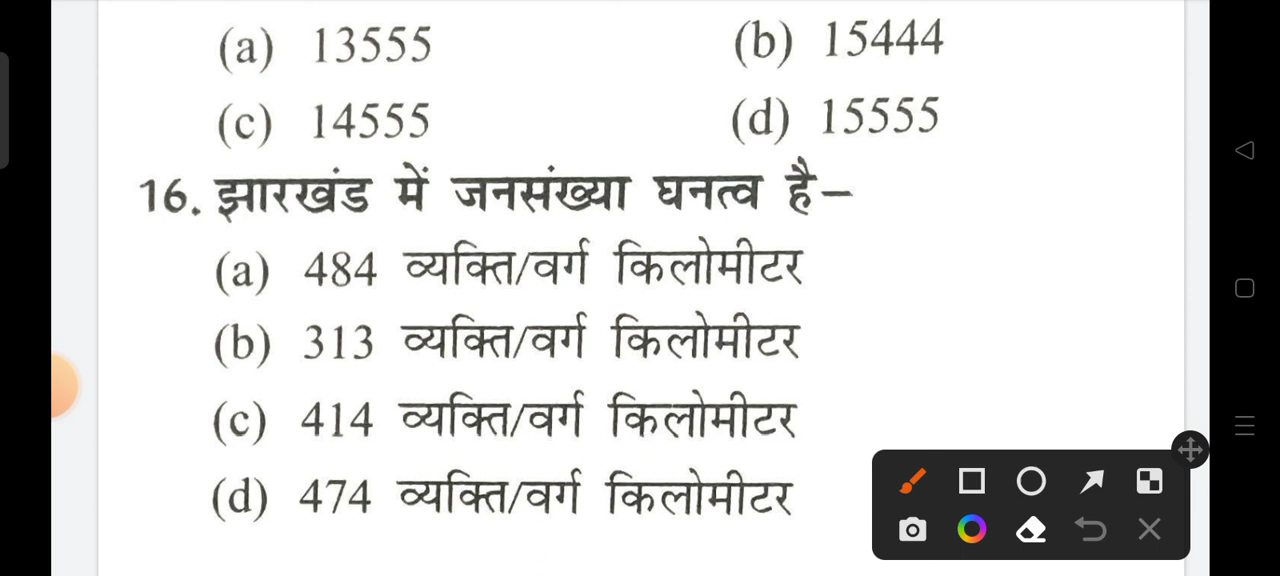 (a) 13555 (b) 15444
(c) 14555 (d) 15555
16. झारखंड में जनसंख्या घनत्व है–
(a) 484 व्यक्ति/वर्ग किलोमीटर
(b) 313 व्यक्ति/वर्ग किलोमीटर
(c) 414 व्यक्ति/वर्ग किलोमीटर
(d) 474 व्यक्ति/वर्ग किलोमीटर